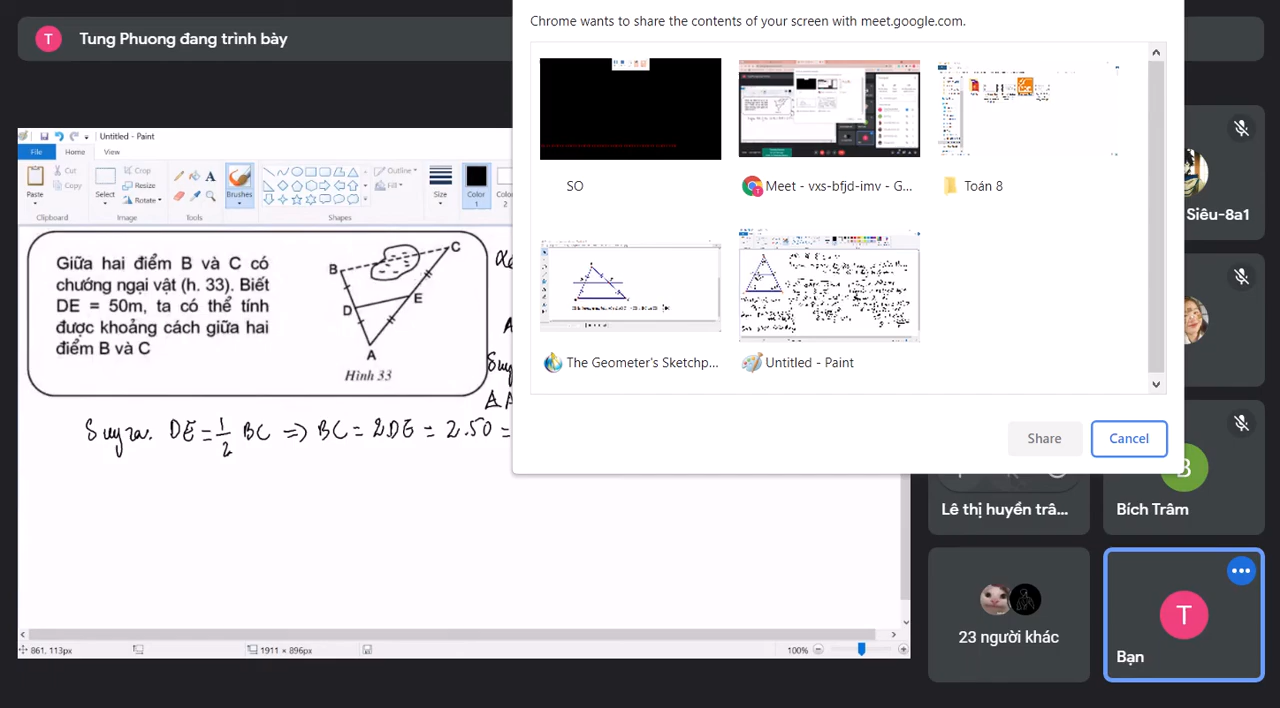 Chrome wants to share the contents of your screen with meet.google.com.
T Tung Phuong đang trình bày
SO
Meet - vxs-bfjd-imv - G...
Toán 8
The Geometer's Sketchp...
Untitled - Paint
Share
Cancel
Untitled - Paint
File
Home
View
Paste
Cut
Copy
Clipboard
Select
Crop
Resize
Rotate
Image
Tools
Brushes
Outline
Fill
Shapes
Size
Color 1
Color 2
Giữa hai điểm B và C có
chướng ngại vật (h. 33). Biết
DE = 50m, ta có thể tính
được khoảng cách giữa hai
điểm B và C
B
C
D
E
A
Hình 33
Suy ra. DE = 1/2 BC => BC = 2DE = 2.50 =
861, 113px
1911 × 896px
100%
Siêu-8a1
Lê thị huyền trâ...
B
Bích Trâm
23 người khác
T
Bạn